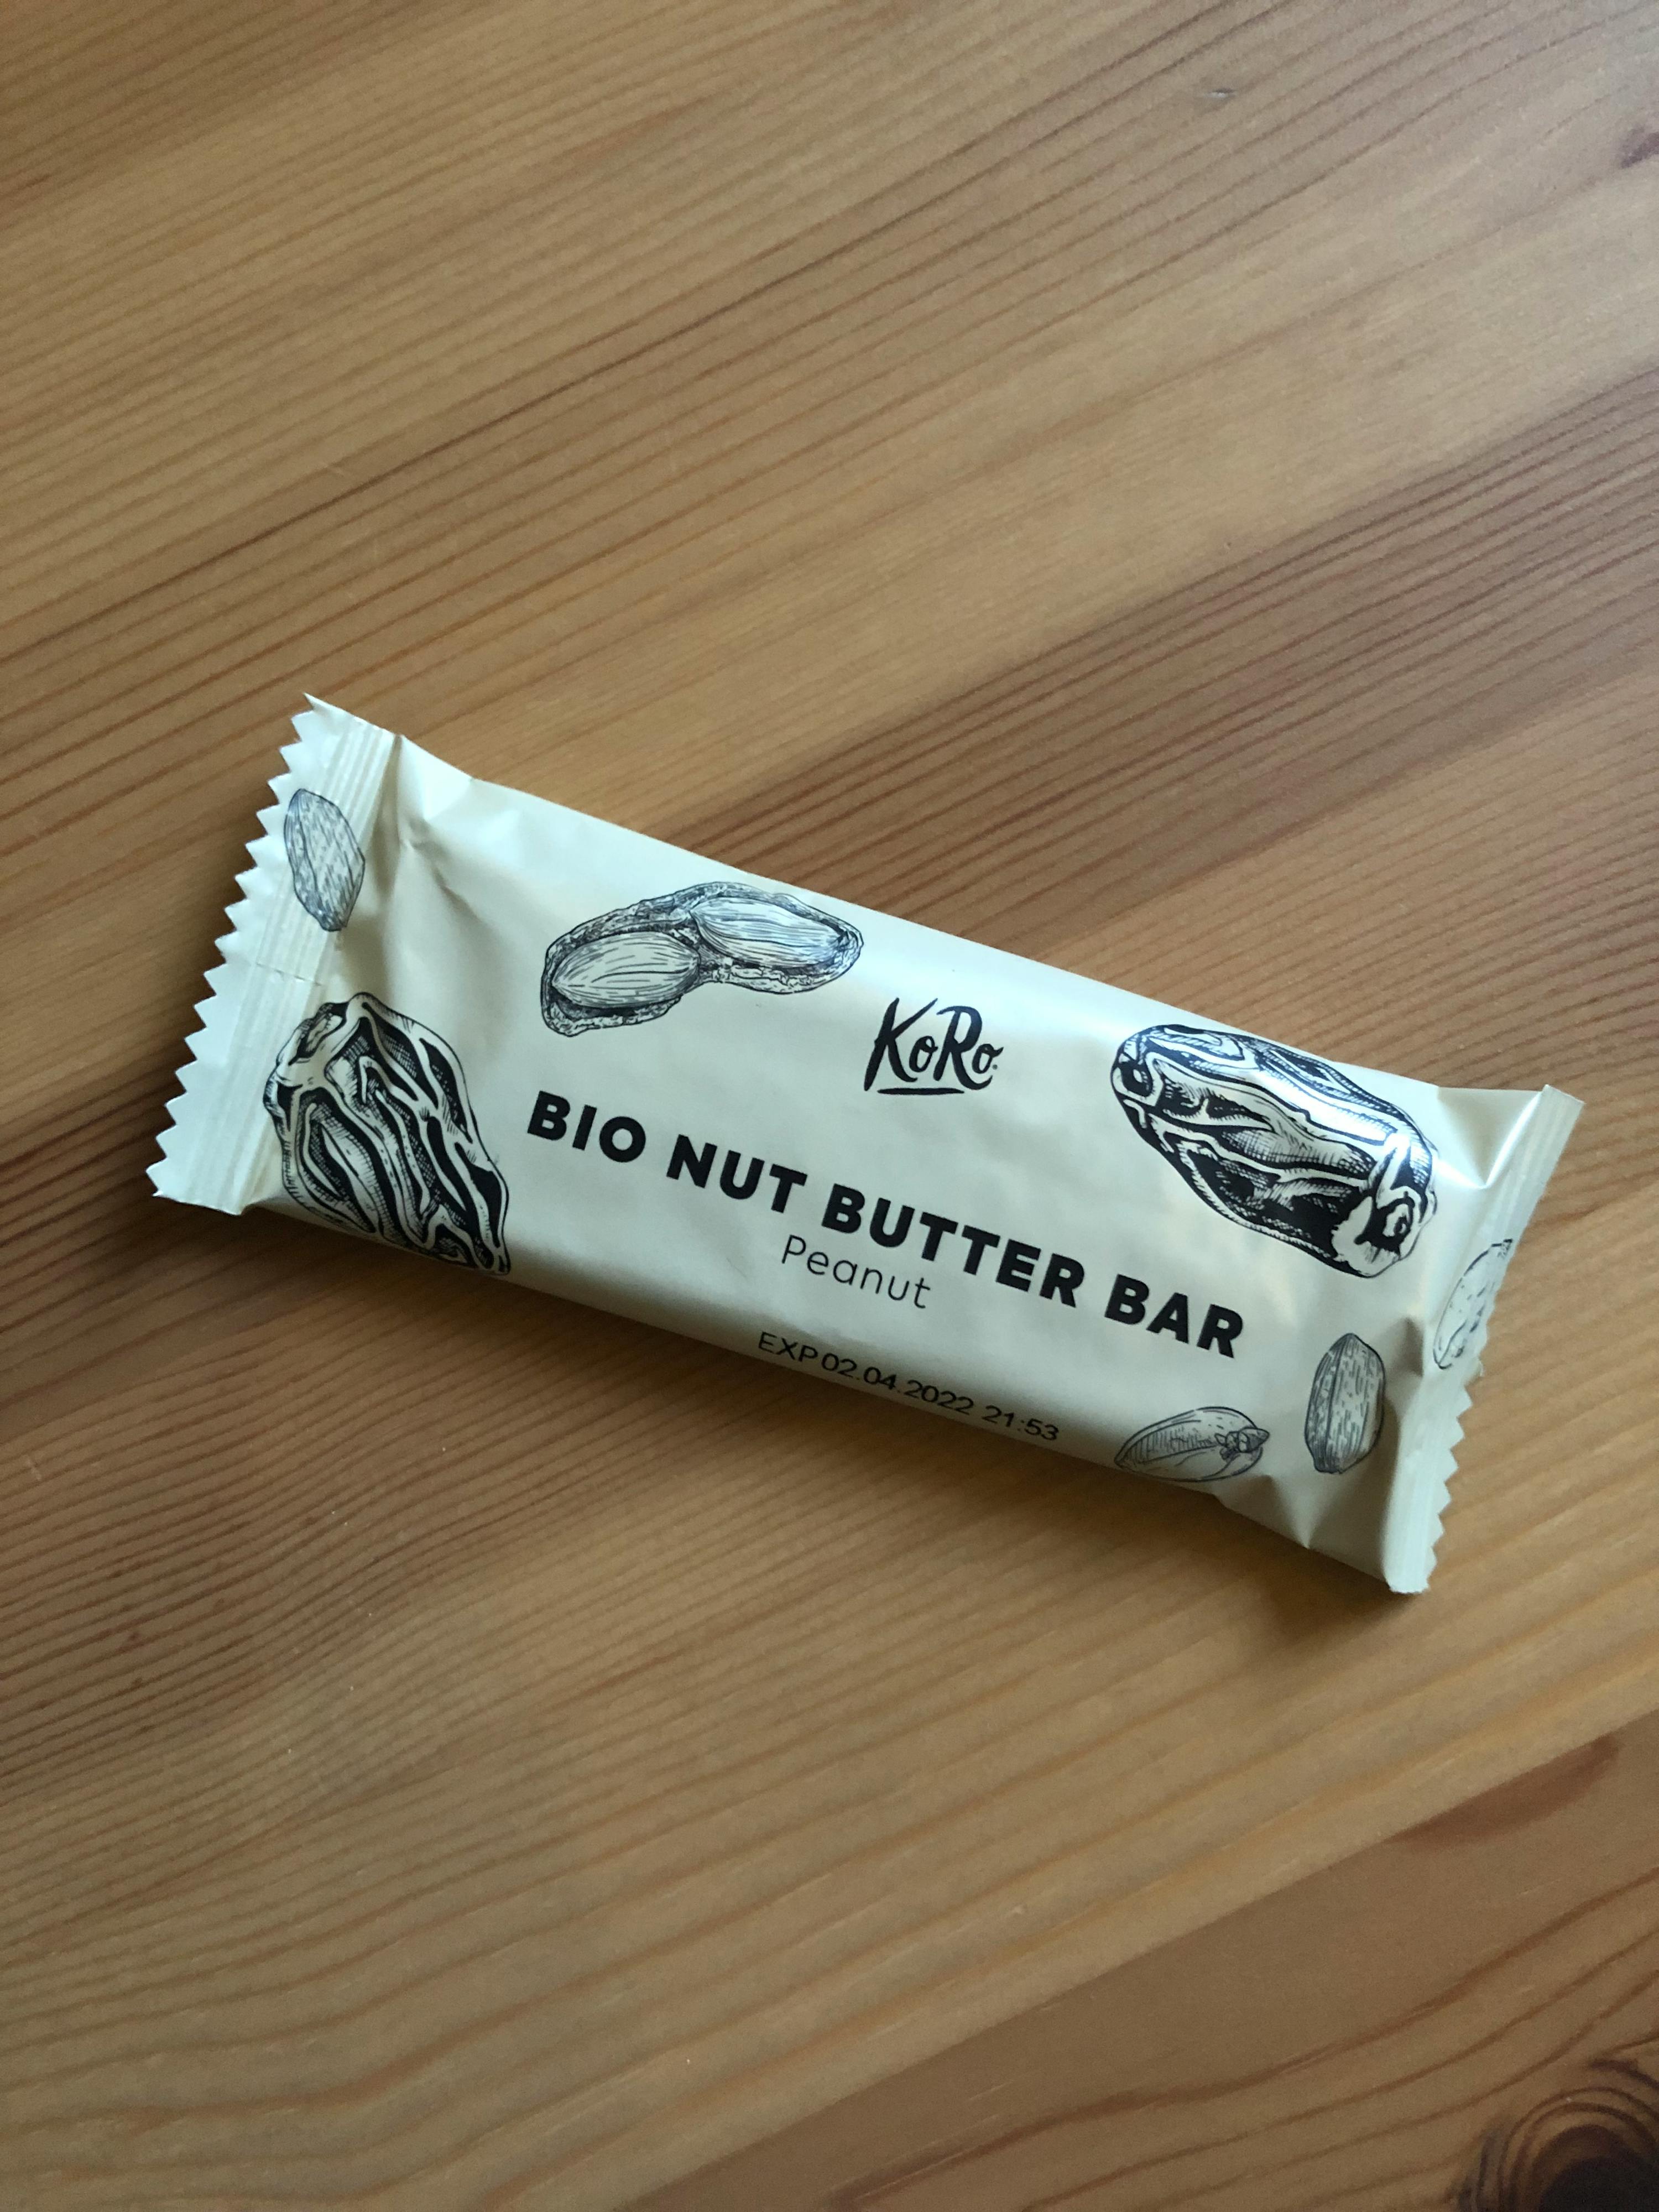 KoRo
BIO NUT BUTTER BAR
Peanut
EXP 02.04.2022 21:53